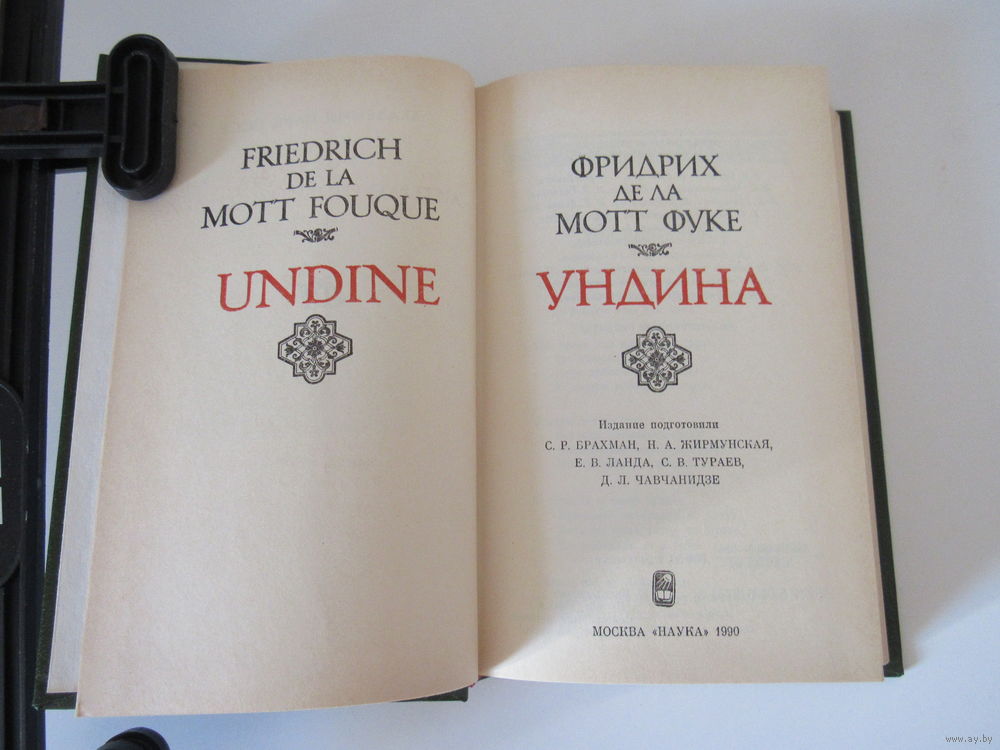 FRIEDRICH
DE LA
MOTT FOUQUE
UNDINE
ФРИДРИХ
ДЕ ЛА
МОТТ ФУКЕ
УНДИНА
Издание подготовили
С. Р. БРАХМАН, Н. А. ЖИРМУНСКАЯ,
Е. В. ЛАНДА, С. В. ТУРАЕВ,
Д. Л. ЧАВЧАНИДЗЕ
МОСКВА «НАУКА» 1990
www.ay.by